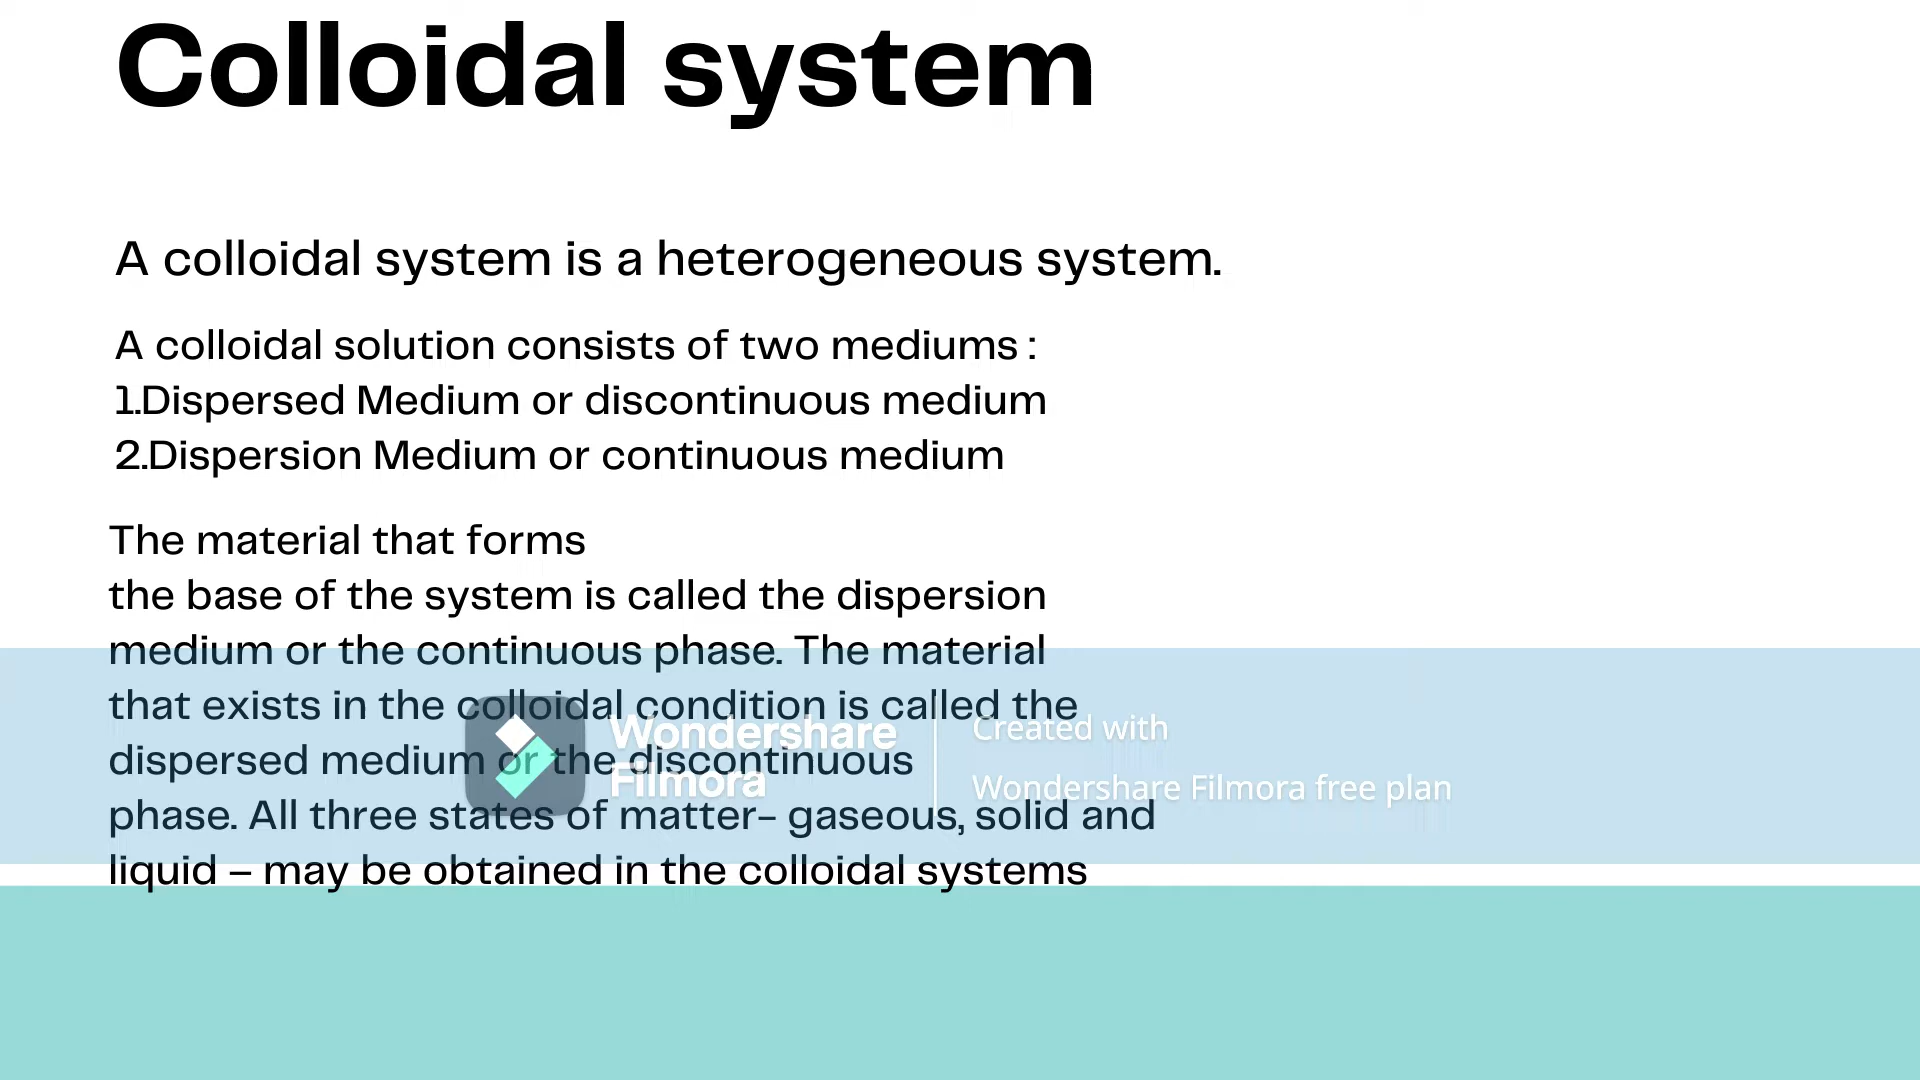 Colloidal system
A colloidal system is a heterogeneous system.
A colloidal solution consists of two mediums :
1.Dispersed Medium or discontinuous medium
2.Dispersion Medium or continuous medium
The material that forms
the base of the system is called the dispersion
medium or the continuous phase. The material
that exists in the colloidal condition is called the
dispersed medium or the discontinuous
phase. All three states of matter– gaseous, solid and
liquid – may be obtained in the colloidal systems
Wondershare
Filmora
Created with
Wondershare Filmora free plan